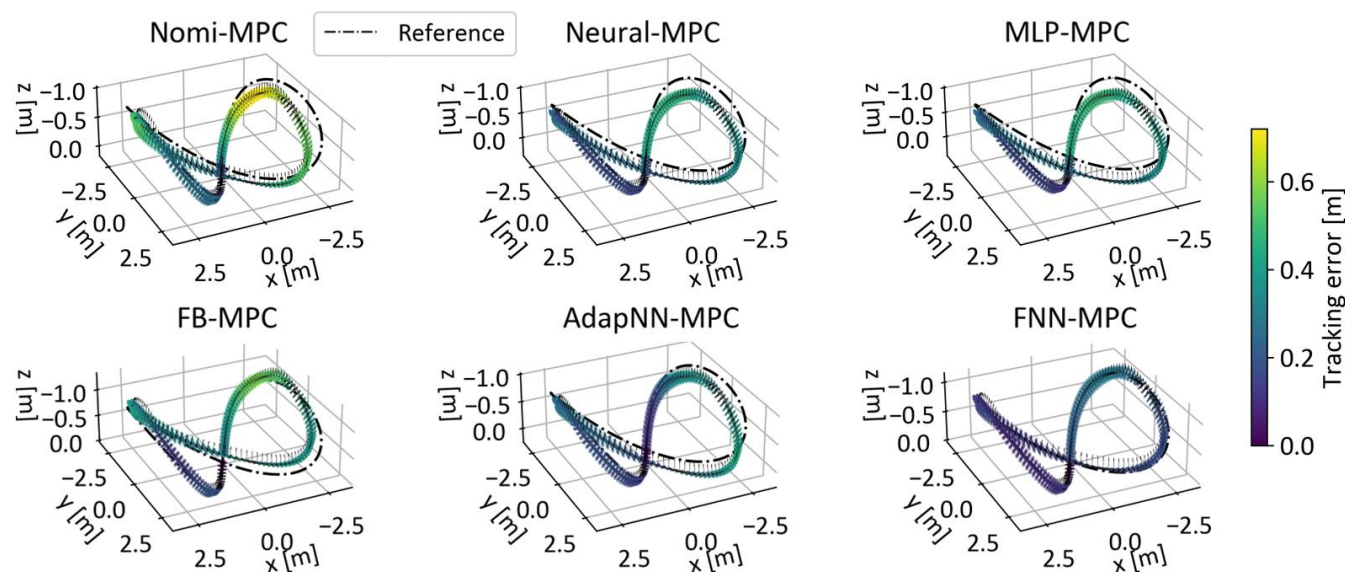 Nomi-MPC
Reference
Neural-MPC
MLP-MPC
z [m]
−1.0
−0.5
0.0
−2.5
0.0
2.5
y [m]
2.5
0.0
−2.5
x [m]
z [m]
−1.0
−0.5
0.0
−2.5
0.0
2.5
y [m]
2.5
0.0
−2.5
x [m]
z [m]
−1.0
−0.5
0.0
−2.5
0.0
2.5
y [m]
2.5
0.0
−2.5
x [m]
0.6
0.4
0.2
0.0
Tracking error [m]
FB-MPC
AdapNN-MPC
FNN-MPC
z [m]
−1.0
−0.5
0.0
−2.5
0.0
2.5
y [m]
2.5
0.0
−2.5
x [m]
z [m]
−1.0
−0.5
0.0
−2.5
0.0
2.5
y [m]
2.5
0.0
−2.5
x [m]
z [m]
−1.0
−0.5
0.0
−2.5
0.0
2.5
y [m]
2.5
0.0
−2.5
x [m]